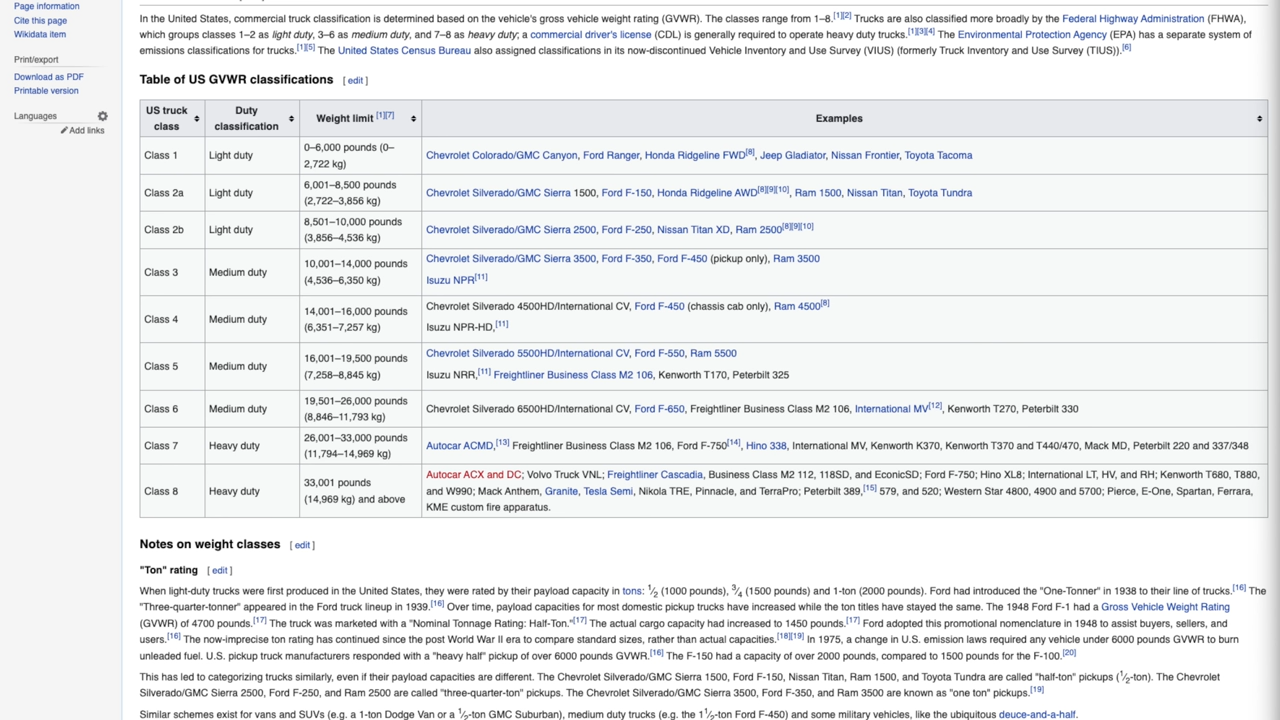 Page information
Cite this page
Wikidata item
Print/export
Download as PDF
Printable version
Languages
Add links
In the United States, commercial truck classification is determined based on the vehicle's gross vehicle weight rating (GVWR). The classes range from 1–8.[1][2] Trucks are also classified more broadly by the Federal Highway Administration (FHWA),
which groups classes 1–2 as light duty, 3–6 as medium duty, and 7–8 as heavy duty; a commercial driver's license (CDL) is generally required to operate heavy duty trucks.[1][3][4] The Environmental Protection Agency (EPA) has a separate system of
emissions classifications for trucks.[1][5] The United States Census Bureau also assigned classifications in its now-discontinued Vehicle Inventory and Use Survey (VIUS) (formerly Truck Inventory and Use Survey (TIUS)).[6]
Table of US GVWR classifications [ edit ]
US truck class Duty classification Weight limit [1][7] Examples
Class 1 Light duty 0–6,000 pounds (0–2,722 kg) Chevrolet Colorado/GMC Canyon, Ford Ranger, Honda Ridgeline FWD[8], Jeep Gladiator, Nissan Frontier, Toyota Tacoma
Class 2a Light duty 6,001–8,500 pounds (2,722–3,856 kg) Chevrolet Silverado/GMC Sierra 1500, Ford F-150, Honda Ridgeline AWD[8][9][10], Ram 1500, Nissan Titan, Toyota Tundra
Class 2b Light duty 8,501–10,000 pounds (3,856–4,536 kg) Chevrolet Silverado/GMC Sierra 2500, Ford F-250, Nissan Titan XD, Ram 2500[8][9][10]
Class 3 Medium duty 10,001–14,000 pounds (4,536–6,350 kg) Chevrolet Silverado/GMC Sierra 3500, Ford F-350, Ford F-450 (pickup only), Ram 3500
Isuzu NPR[11]
Class 4 Medium duty 14,001–16,000 pounds (6,351–7,257 kg) Chevrolet Silverado 4500HD/International CV, Ford F-450 (chassis cab only), Ram 4500[8]
Isuzu NPR-HD,[11]
Class 5 Medium duty 16,001–19,500 pounds (7,258–8,845 kg) Chevrolet Silverado 5500HD/International CV, Ford F-550, Ram 5500
Isuzu NRR,[11] Freightliner Business Class M2 106, Kenworth T170, Peterbilt 325
Class 6 Medium duty 19,501–26,000 pounds (8,846–11,793 kg) Chevrolet Silverado 6500HD/International CV, Ford F-650, Freightliner Business Class M2 106, International MV[12], Kenworth T270, Peterbilt 330
Class 7 Heavy duty 26,001–33,000 pounds (11,794–14,969 kg) Autocar ACMD,[13] Freightliner Business Class M2 106, Ford F-750[14], Hino 338, International MV, Kenworth K370, Kenworth T370 and T440/470, Mack MD, Peterbilt 220 and 337/348
Class 8 Heavy duty 33,001 pounds (14,969 kg) and above Autocar ACX and DC; Volvo Truck VNL; Freightliner Cascadia, Business Class M2 112, 118SD, and EconicSD; Ford F-750; Hino XL8; International LT, HV, and RH; Kenworth T680, T880,
and W990; Mack Anthem, Granite, Tesla Semi, Nikola TRE, Pinnacle, and TerraPro; Peterbilt 389,[15] 579, and 520; Western Star 4800, 4900 and 5700; Pierce, E-One, Spartan, Ferrara,
KME custom fire apparatus.
Notes on weight classes [ edit ]
"Ton" rating [ edit ]
When light-duty trucks were first produced in the United States, they were rated by their payload capacity in tons: 1⁄2 (1000 pounds), 3⁄4 (1500 pounds) and 1-ton (2000 pounds). Ford had introduced the "One-Tonner" in 1938 to their line of trucks.[16] The
"Three-quarter-tonner" appeared in the Ford truck lineup in 1939.[16] Over time, payload capacities for most domestic pickup trucks have increased while the ton titles have stayed the same. The 1948 Ford F-1 had a Gross Vehicle Weight Rating
(GVWR) of 4700 pounds.[17] The truck was marketed with a "Nominal Tonnage Rating: Half-Ton."[17] The actual cargo capacity had increased to 1450 pounds.[17] Ford adopted this promotional nomenclature in 1948 to assist buyers, sellers, and
users.[16] The now-imprecise ton rating has continued since the post World War II era to compare standard sizes, rather than actual capacities.[18][19] In 1975, a change in U.S. emission laws required any vehicle under 6000 pounds GVWR to burn
unleaded fuel. U.S. pickup truck manufacturers responded with a "heavy half" pickup of over 6000 pounds GVWR.[16] The F-150 had a capacity of over 2000 pounds, compared to 1500 pounds for the F-100.[20]
This has led to categorizing trucks similarly, even if their payload capacities are different. The Chevrolet Silverado/GMC Sierra 1500, Ford F-150, Nissan Titan, Ram 1500, and Toyota Tundra are called "half-ton" pickups (1⁄2-ton). The Chevrolet
Silverado/GMC Sierra 2500, Ford F-250, and Ram 2500 are called "three-quarter-ton" pickups. The Chevrolet Silverado/GMC Sierra 3500, Ford F-350, and Ram 3500 are known as "one ton" pickups.[19]
Similar schemes exist for vans and SUVs (e.g. a 1-ton Dodge Van or a 1⁄2-ton GMC Suburban), medium duty trucks (e.g. the 1 1⁄2-ton Ford F-450) and some military vehicles, like the ubiquitous deuce-and-a-half.